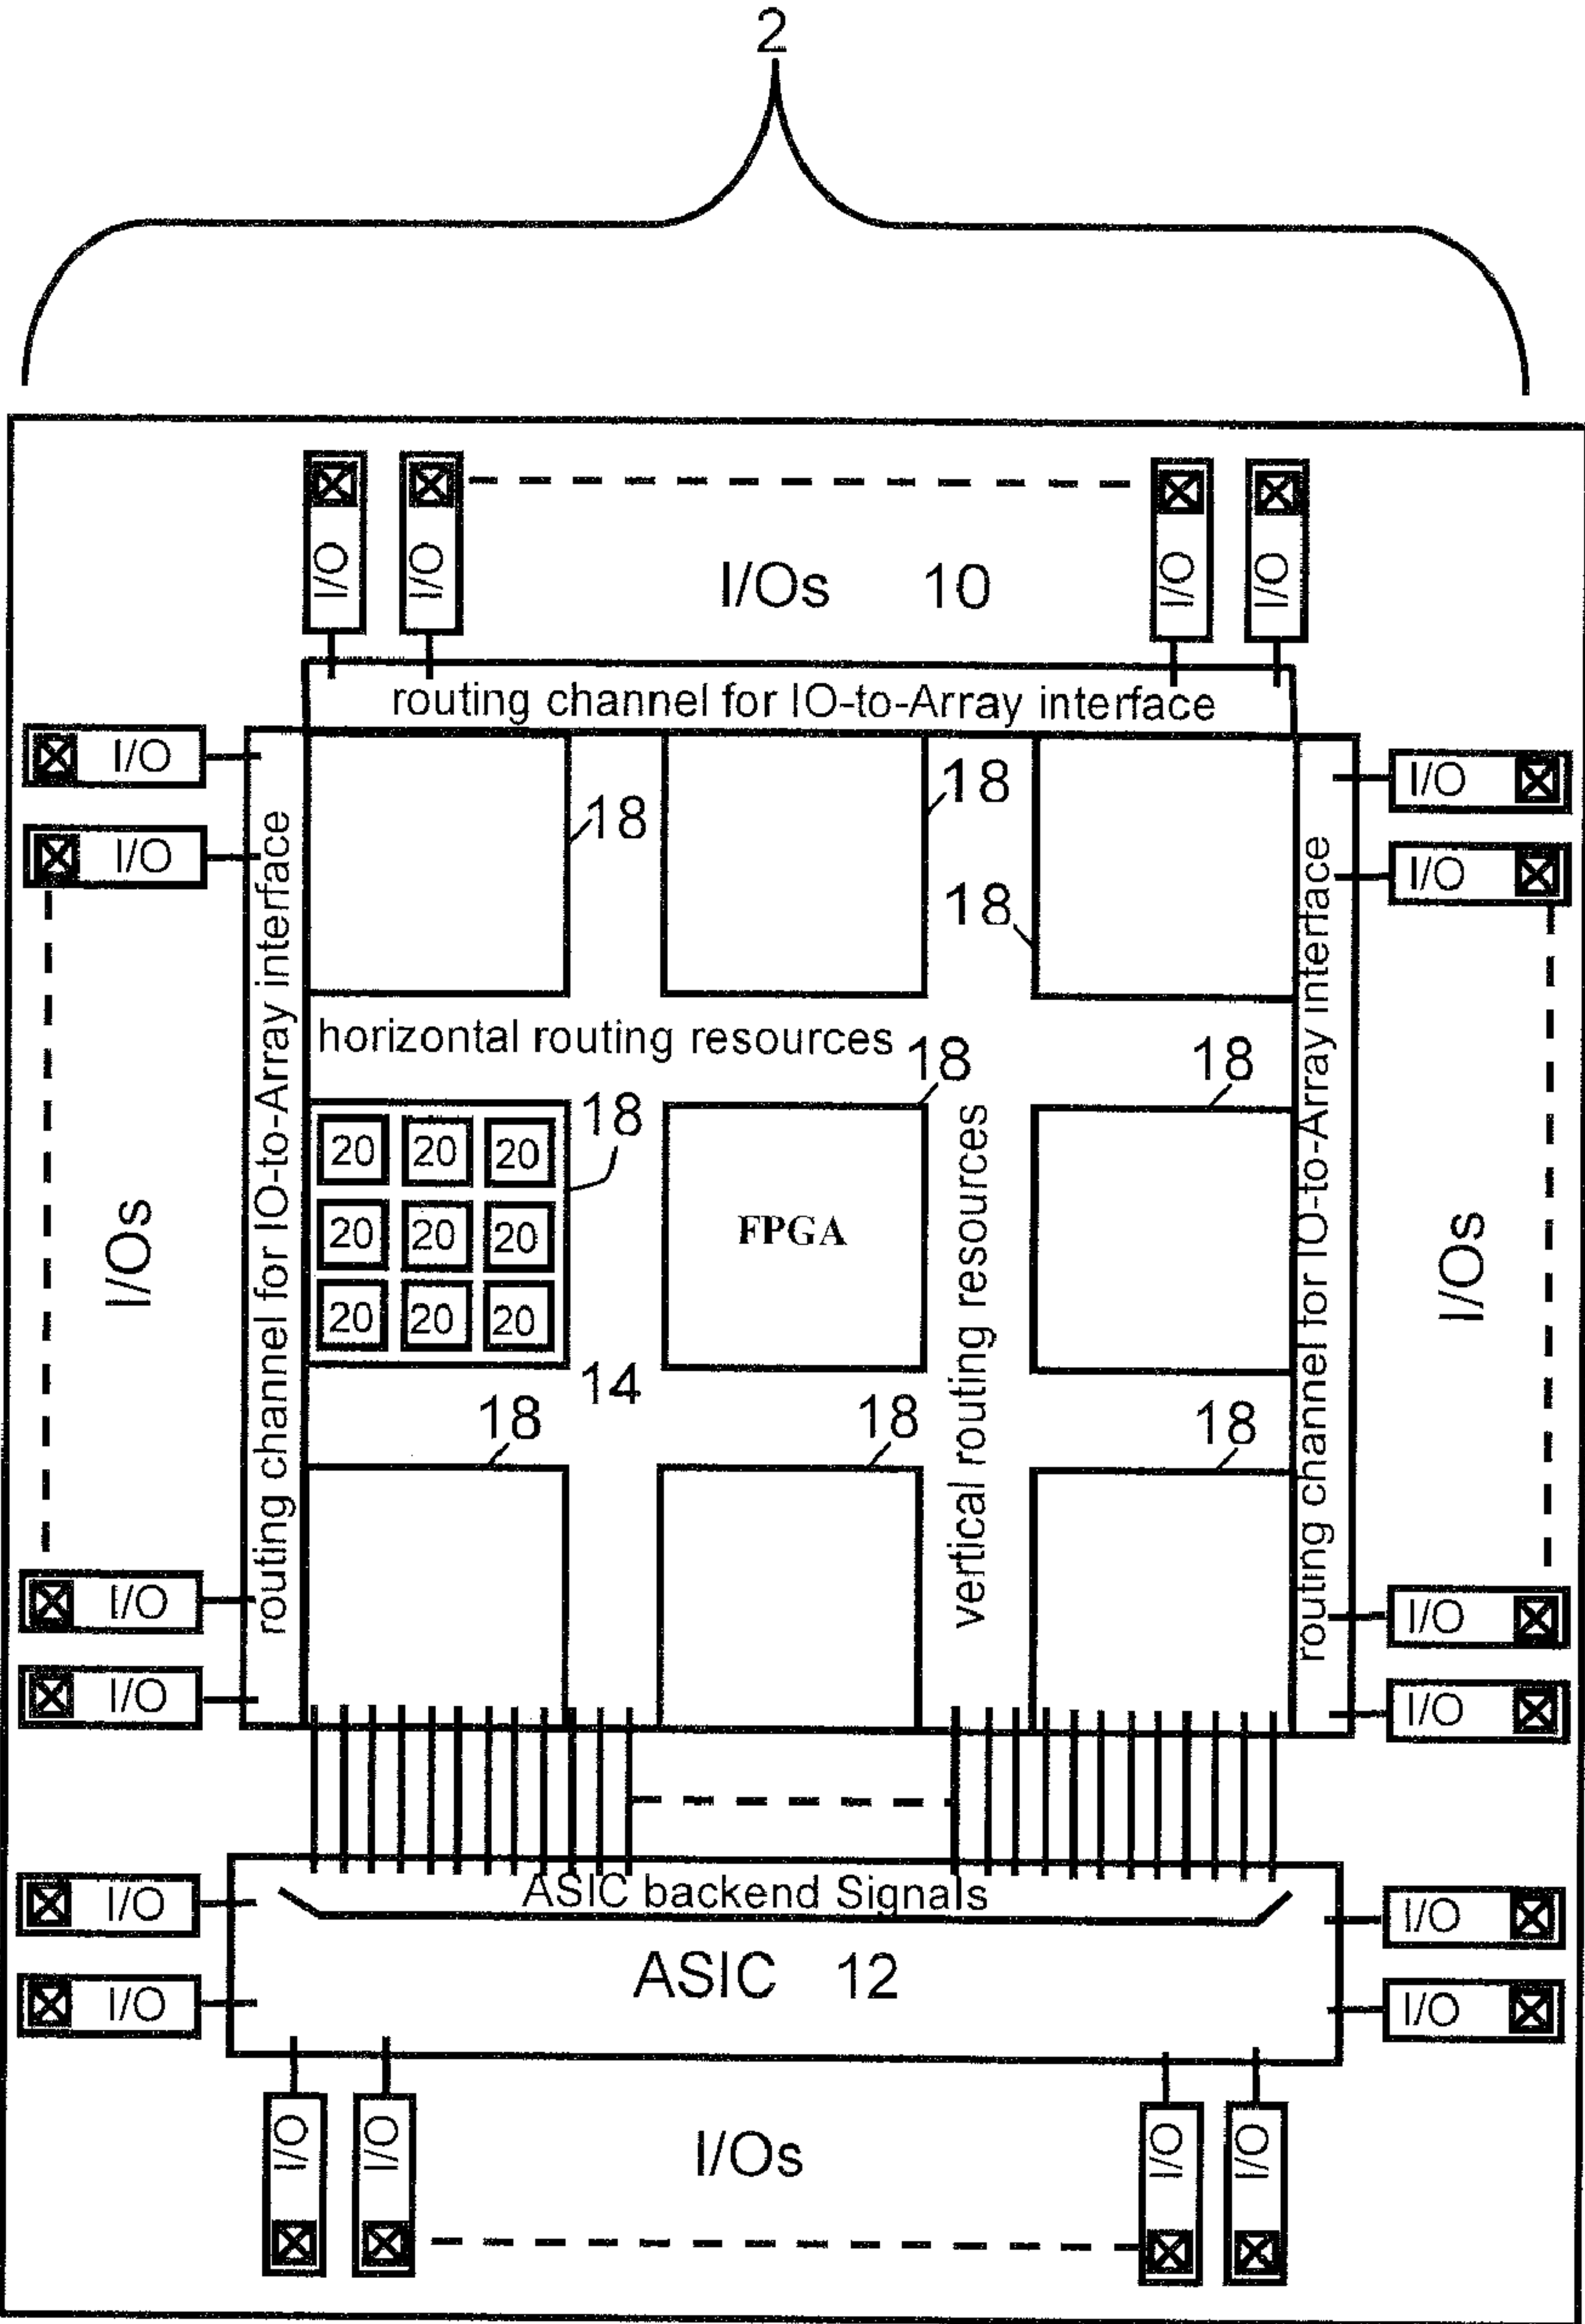 2
I/O I/O I/O I/O
I/Os 10
routing channel for IO-to-Array interface
I/O
I/O
I/Os
I/O
I/O
routing channel for IO-to-Array interface
18
18
18
horizontal routing resources
18
18
18
20 20 20
20 20 20
20 20 20
FPGA
14
vertical routing resources
18
18
18
routing channel for IO-to-Array interface
I/O
I/O
I/Os
I/O
I/O
ASIC backend Signals
ASIC 12
I/O
I/O
I/O
I/O
I/O I/O I/O I/O
I/Os